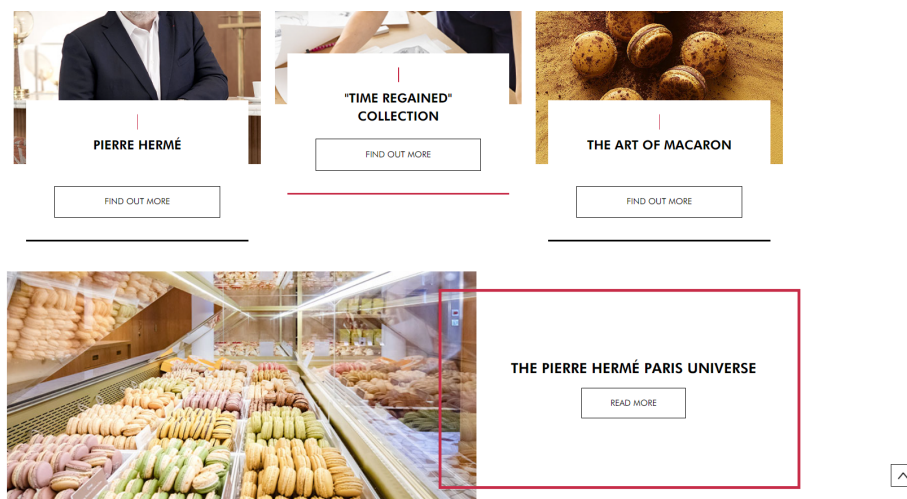 PIERRE HERMÉ
FIND OUT MORE
"TIME REGAINED"
COLLECTION
FIND OUT MORE
THE ART OF MACARON
FIND OUT MORE
THE PIERRE HERMÉ PARIS UNIVERSE
READ MORE